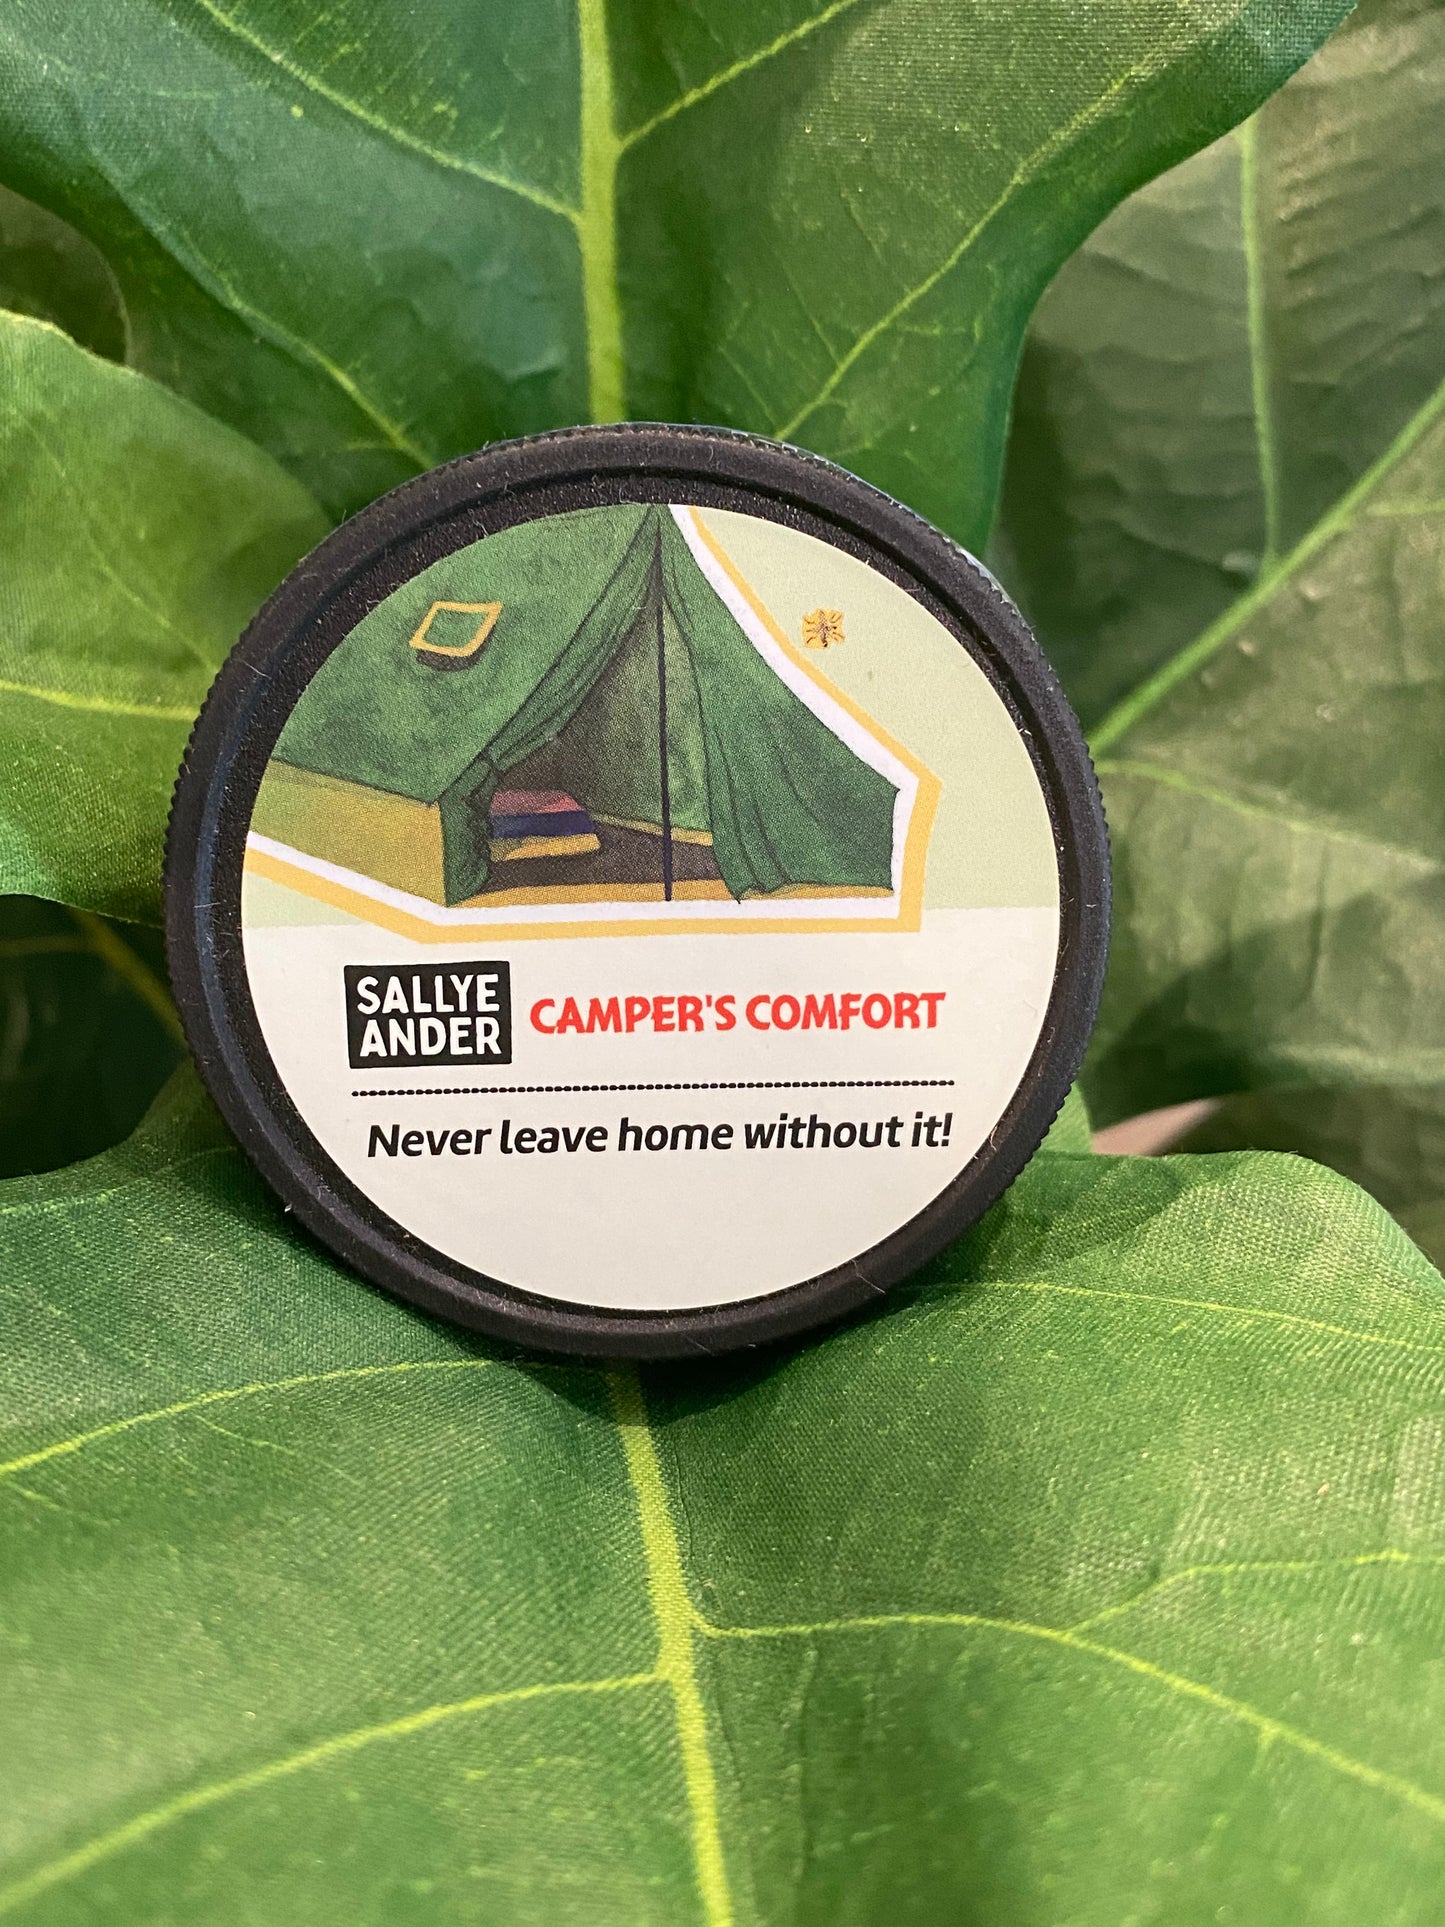 SALLYE
ANDER
CAMPER'S COMFORT
Never leave home without it!